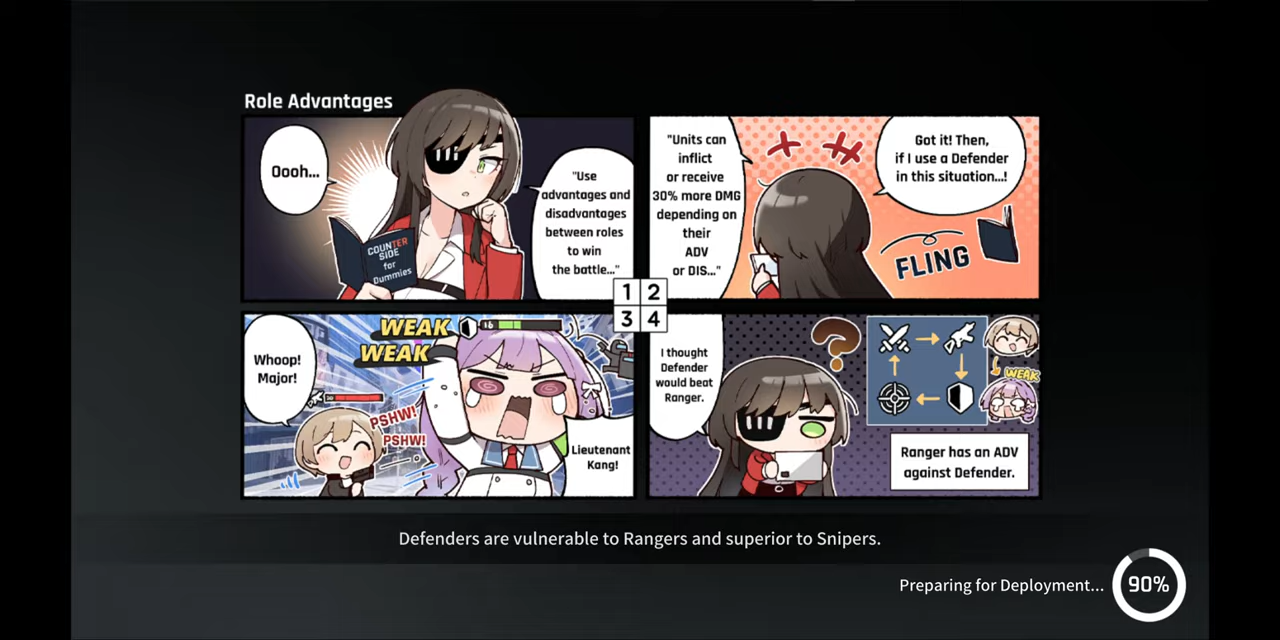 Role Advantages
Oooh...
COUNTER
SIDE
for
Dummies
"Use
advantages and
disadvantages
between roles
to win
the battle..."
"Units can
inflict
or receive
30% more DMG
depending on
their
ADV
or DIS..."
Got it! Then,
if I use a Defender
in this situation...!
FLING
1 2
3 4
WEAK
WEAK
Whoop!
Major!
PSHW!
PSHW!
Lieutenant
Kang!
I thought
Defender
would beat
Ranger.
?
WEAK
Ranger has an ADV
against Defender.
Defenders are vulnerable to Rangers and superior to Snipers.
Preparing for Deployment...
90%